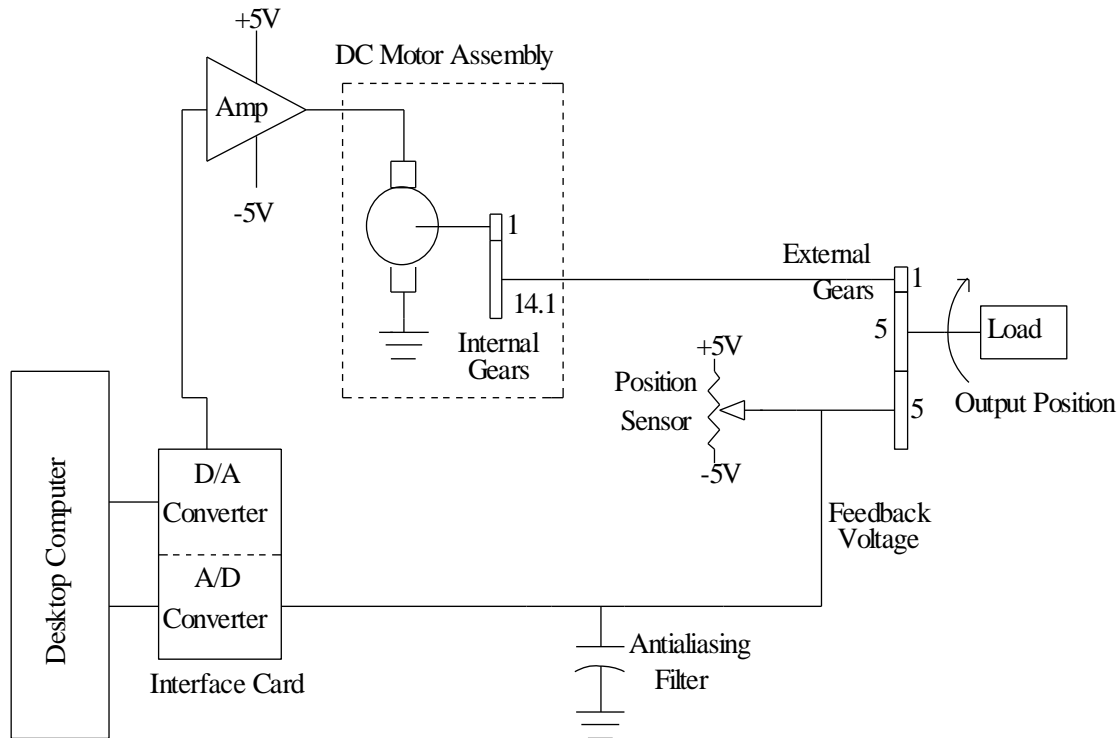 +5V
DC Motor Assembly
Amp
-5V
1
14.1
Internal
Gears
External
Gears
1
5
Load
+5V
Position
Sensor
5
Output Position
-5V
D/A
Converter
Feedback
Voltage
A/D
Converter
Desktop Computer
Antialiasing
Filter
Interface Card